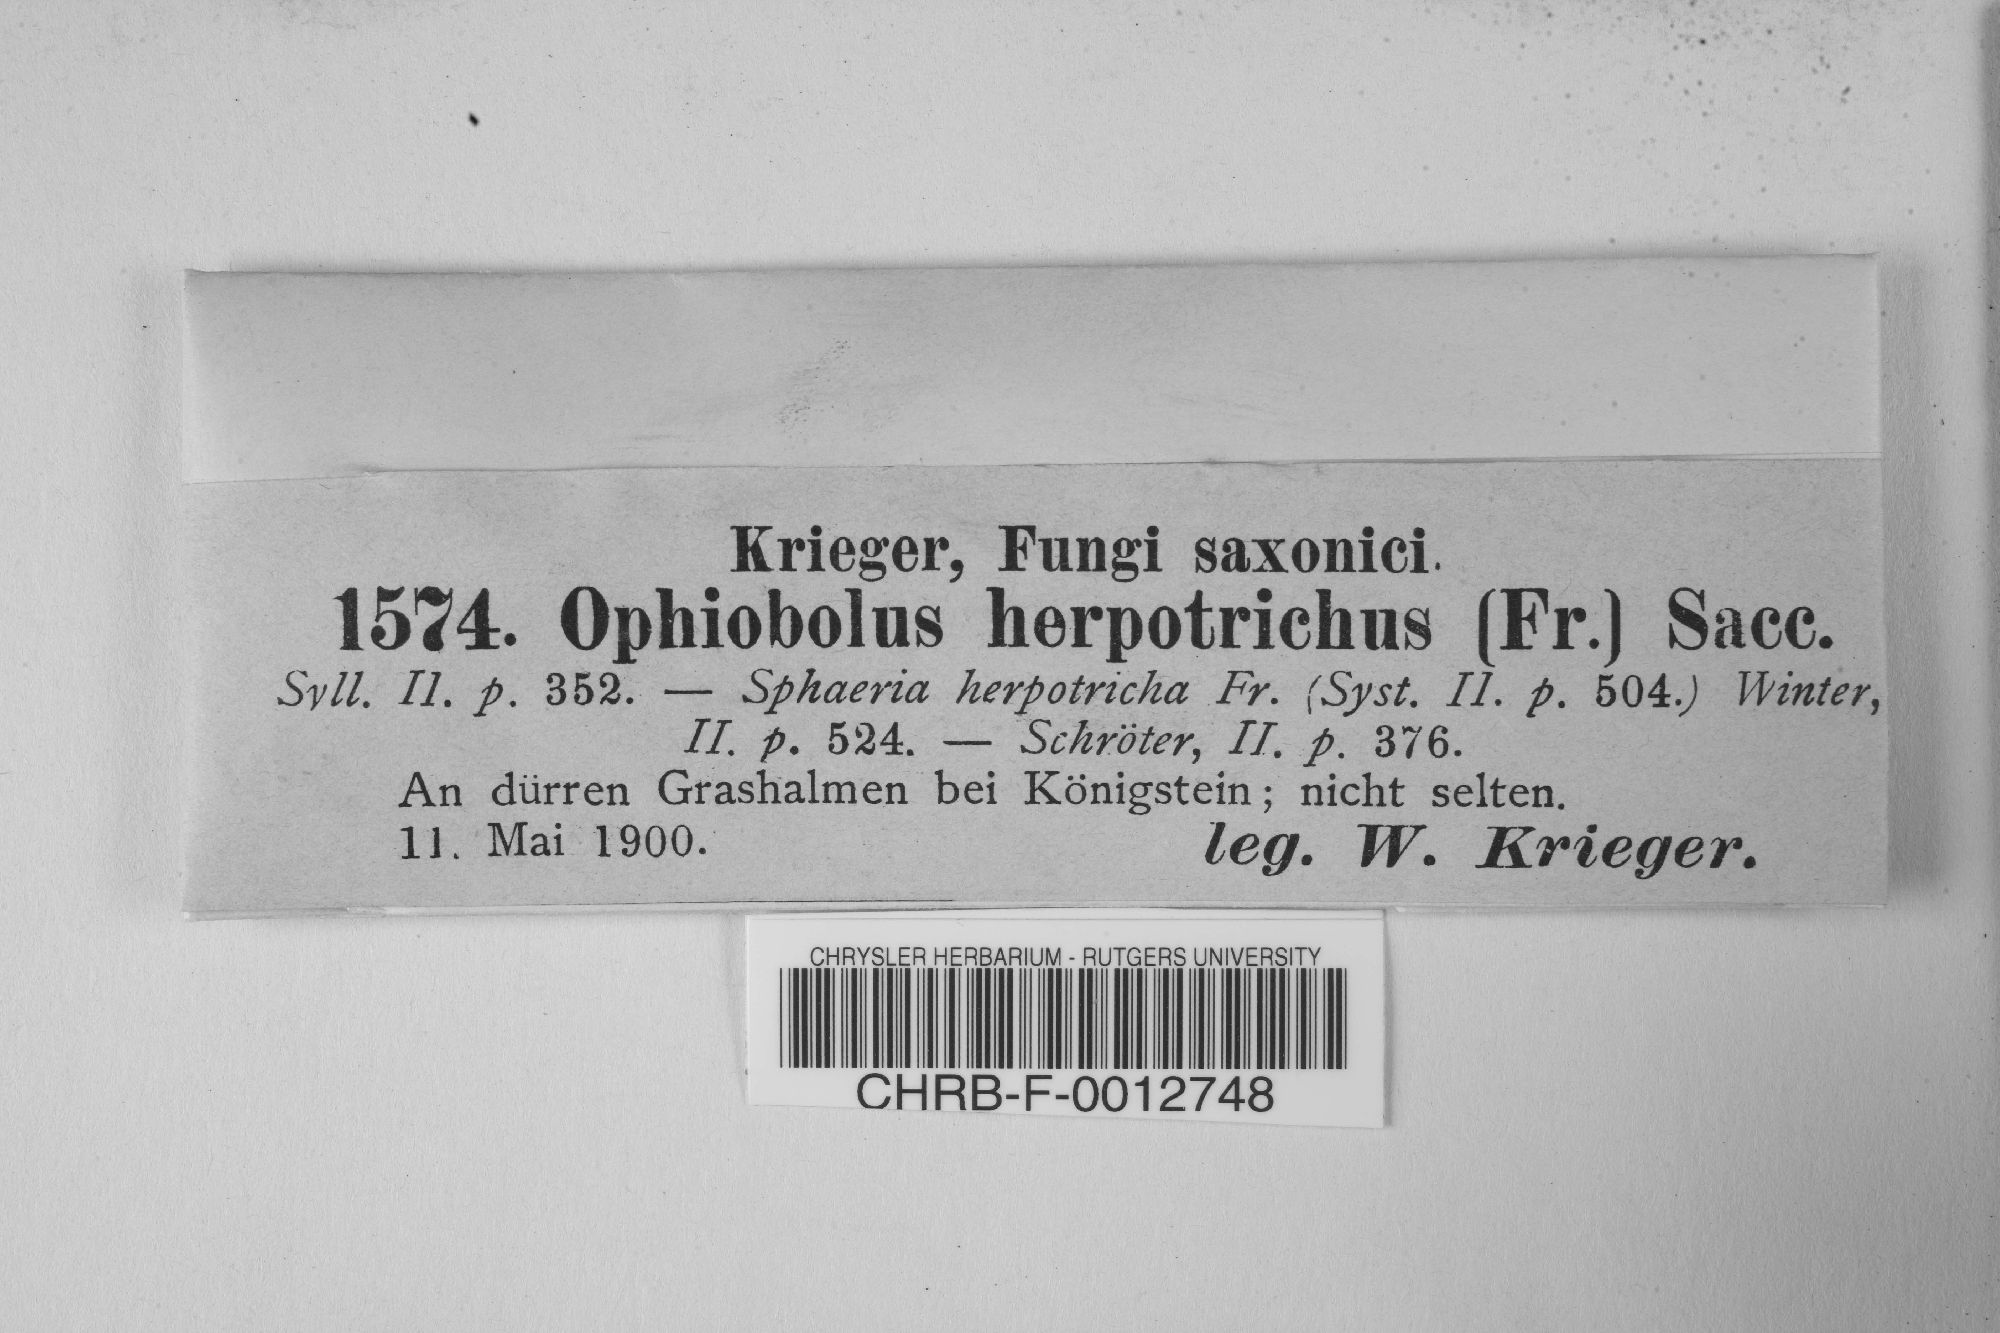 Krieger, Fungi saxonici.
1574. Ophiobolus herpotrichus (Fr.) Sacc.
Syll. II. p. 352. — Sphaeria herpotricha Fr. (Syst. II. p. 504.) Winter,
II. p. 524. — Schröter, II. p. 376.
An dürren Grashalmen bei Königstein; nicht selten.
11. Mai 1900. leg. W. Krieger.
CHRYSLER HERBARIUM - RUTGERS UNIVERSITY
CHRB-F-0012748